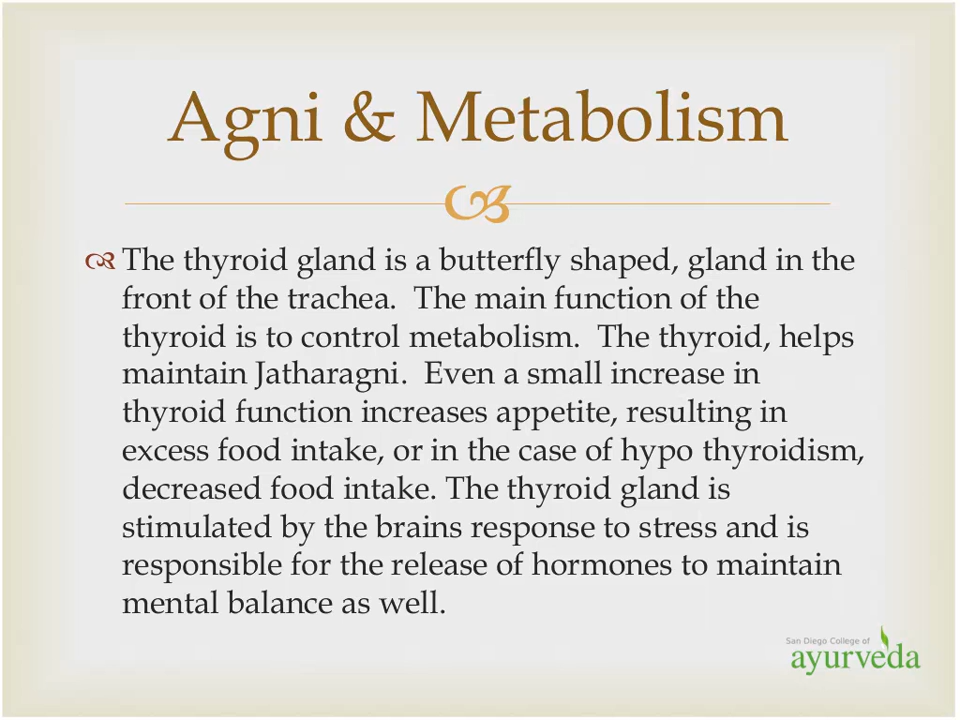 Agni & Metabolism
The thyroid gland is a butterfly shaped, gland in the
front of the trachea.  The main function of the
thyroid is to control metabolism.  The thyroid, helps
maintain Jatharagni.  Even a small increase in
thyroid function increases appetite, resulting in
excess food intake, or in the case of hypo thyroidism,
decreased food intake. The thyroid gland is
stimulated by the brains response to stress and is
responsible for the release of hormones to maintain
mental balance as well.
San Diego College of
ayurveda